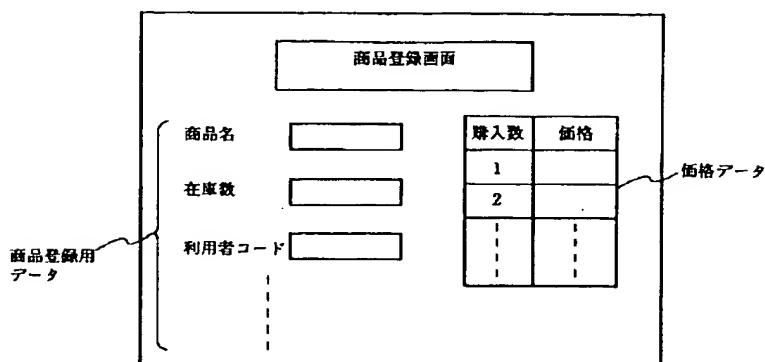 商品登録画面
商品名
在庫数
利用者コード
購入数 価格
1
2
価格データ
商品登録用
データ